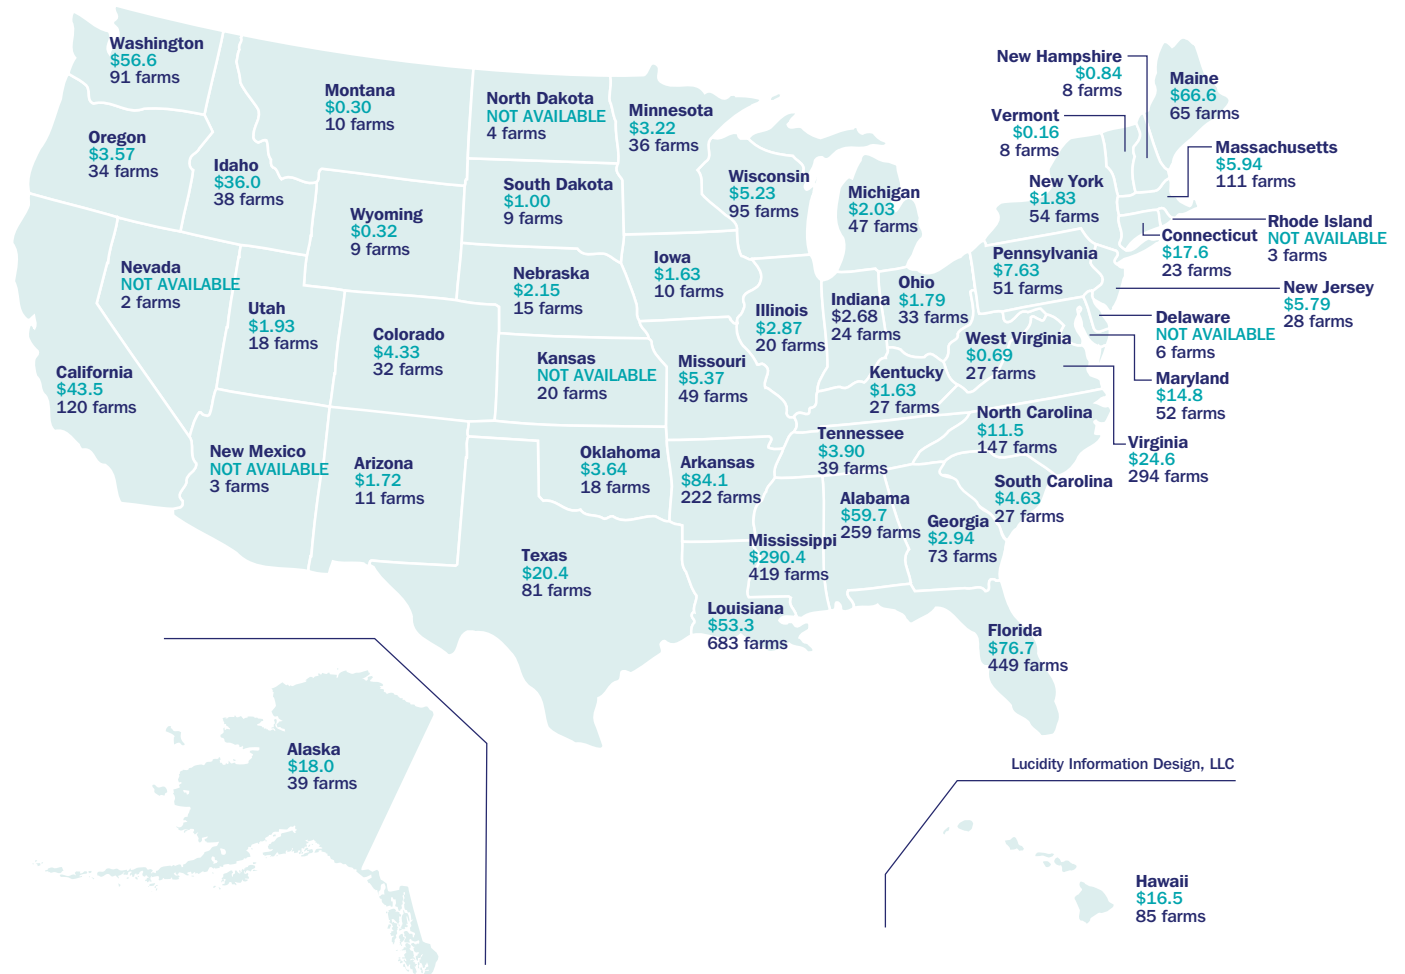 Washington
$56.6
91 farms
Oregon
$3.57
34 farms
Idaho
$36.0
38 farms
Montana
$0.30
10 farms
Wyoming
$0.32
9 farms
North Dakota
NOT AVAILABLE
4 farms
South Dakota
$1.00
9 farms
Minnesota
$3.22
36 farms
Wisconsin
$5.23
95 farms
Michigan
$2.03
47 farms
New Hampshire
$0.84
8 farms
Vermont
$0.16
8 farms
Maine
$66.6
65 farms
Massachusetts
$5.94
111 farms
New York
$1.83
54 farms
Rhode Island
NOT AVAILABLE
3 farms
Connecticut
$17.6
23 farms
Nevada
NOT AVAILABLE
2 farms
Utah
$1.93
18 farms
Colorado
$4.33
32 farms
Nebraska
$2.15
15 farms
Iowa
$1.63
10 farms
Illinois
$2.87
20 farms
Indiana
$2.68
24 farms
Ohio
$1.79
33 farms
Pennsylvania
$7.63
51 farms
New Jersey
$5.79
28 farms
Delaware
NOT AVAILABLE
6 farms
California
$43.5
120 farms
Kansas
NOT AVAILABLE
20 farms
Missouri
$5.37
49 farms
Kentucky
$1.63
27 farms
West Virginia
$0.69
27 farms
Maryland
$14.8
52 farms
New Mexico
NOT AVAILABLE
3 farms
Arizona
$1.72
11 farms
Oklahoma
$3.64
18 farms
Arkansas
$84.1
222 farms
Tennessee
$3.90
39 farms
North Carolina
$11.5
147 farms
Virginia
$24.6
294 farms
South Carolina
$4.63
27 farms
Alabama
$59.7
259 farms
Georgia
$2.94
73 farms
Mississippi
$290.4
419 farms
Texas
$20.4
81 farms
Louisiana
$53.3
683 farms
Florida
$76.7
449 farms
Alaska
$18.0
39 farms
Lucidity Information Design, LLC
Hawaii
$16.5
85 farms